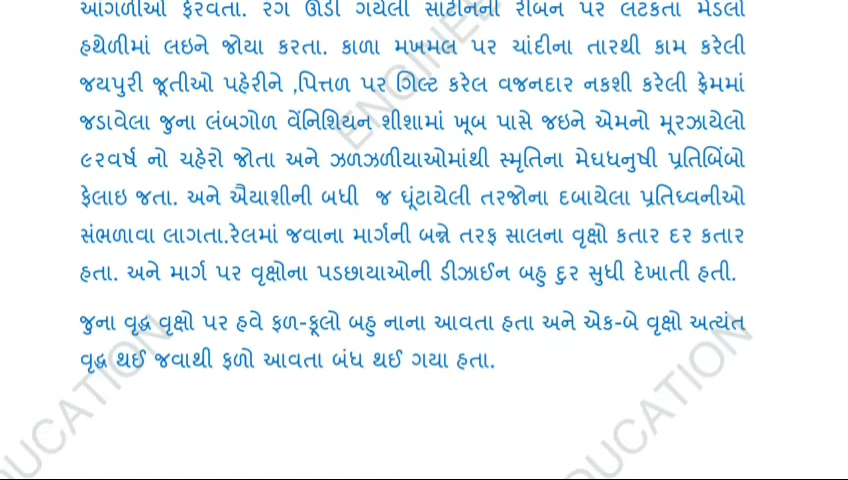 આંગળીઓ ફેરવતા. રંગ ઊડી ગયેલી સાટીનની રીબન પર લટકતા મેડલો
હથેળીમાં લઇને જોયા કરતા. કાળા મખમલ પર ચાંદીના તારથી કામ કરેલી
જયપુરી જૂતીઓ પહેરીને ,પિત્તળ પર ગિલ્ટ કરેલ વજનદાર નકશી કરેલી ફ્રેમમાં
જડાવેલા જુના લંબગોળ વેંનિશિયન શીશામાં ખૂબ પાસે જઇને એમનો મૂરઝાયેલો
૯૨વર્ષ નો ચહેરો જોતા અને ઝળઝળીયાઓમાંથી સ્મૃતિના મેઘધનુષી પ્રતિબિંબો
ફેલાઇ જતા. અને ઐયાશીની બધી જ ઘૂંટાયેલી તરજોના દબાયેલા પ્રતિધ્વનીઓ
સંભળાવા લાગતા.રેલમાં જવાના માર્ગની બન્ને તરફ સાલના વૃક્ષો કતાર દર કતાર
હતા. અને માર્ગ પર વૃક્ષોના પડછાયાઓની ડીઝાઈન બહુ દુર સુધી દેખાતી હતી.
જુના વૃદ્ધ વૃક્ષો પર હવે ફળ-ફૂલો બહુ નાના આવતા હતા અને એક-બે વૃક્ષો અત્યંત
વૃદ્ધ થઈ જવાથી ફળો આવતા બંધ થઈ ગયા હતા.
ENGINEE
EDUCATION
DUCATION